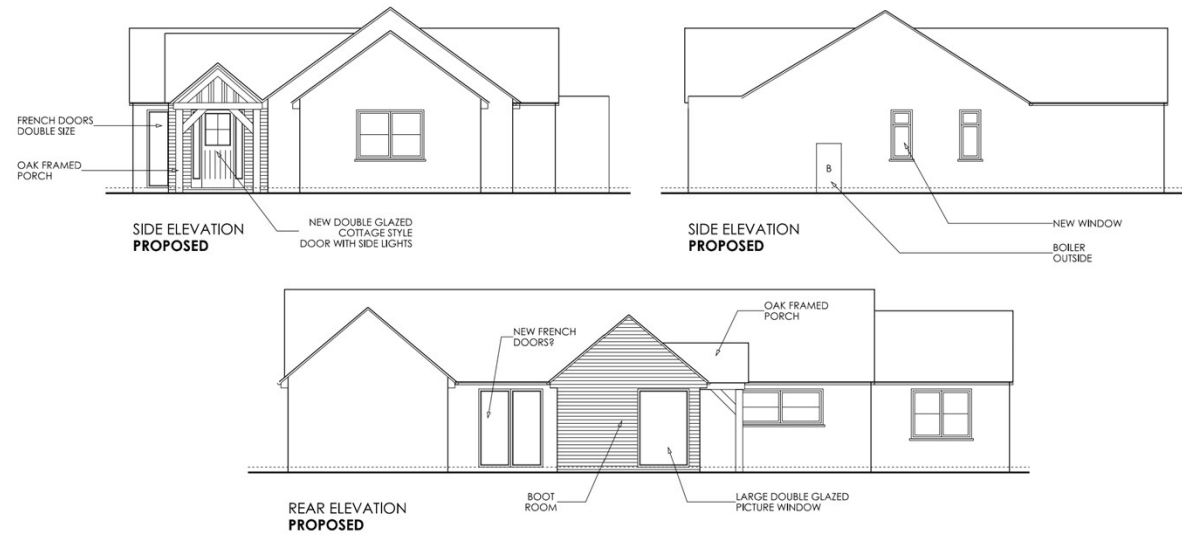 FRENCH DOORS
DOUBLE SIZE
OAK FRAMED
PORCH
SIDE ELEVATION
PROPOSED
NEW DOUBLE GLAZED
COTTAGE STYLE
DOOR WITH SIDE LIGHTS
B
SIDE ELEVATION
PROPOSED
NEW WINDOW
BOILER
OUTSIDE
NEW FRENCH
DOORS?
OAK FRAMED
PORCH
BOOT
ROOM
LARGE DOUBLE GLAZED
PICTURE WINDOW
REAR ELEVATION
PROPOSED